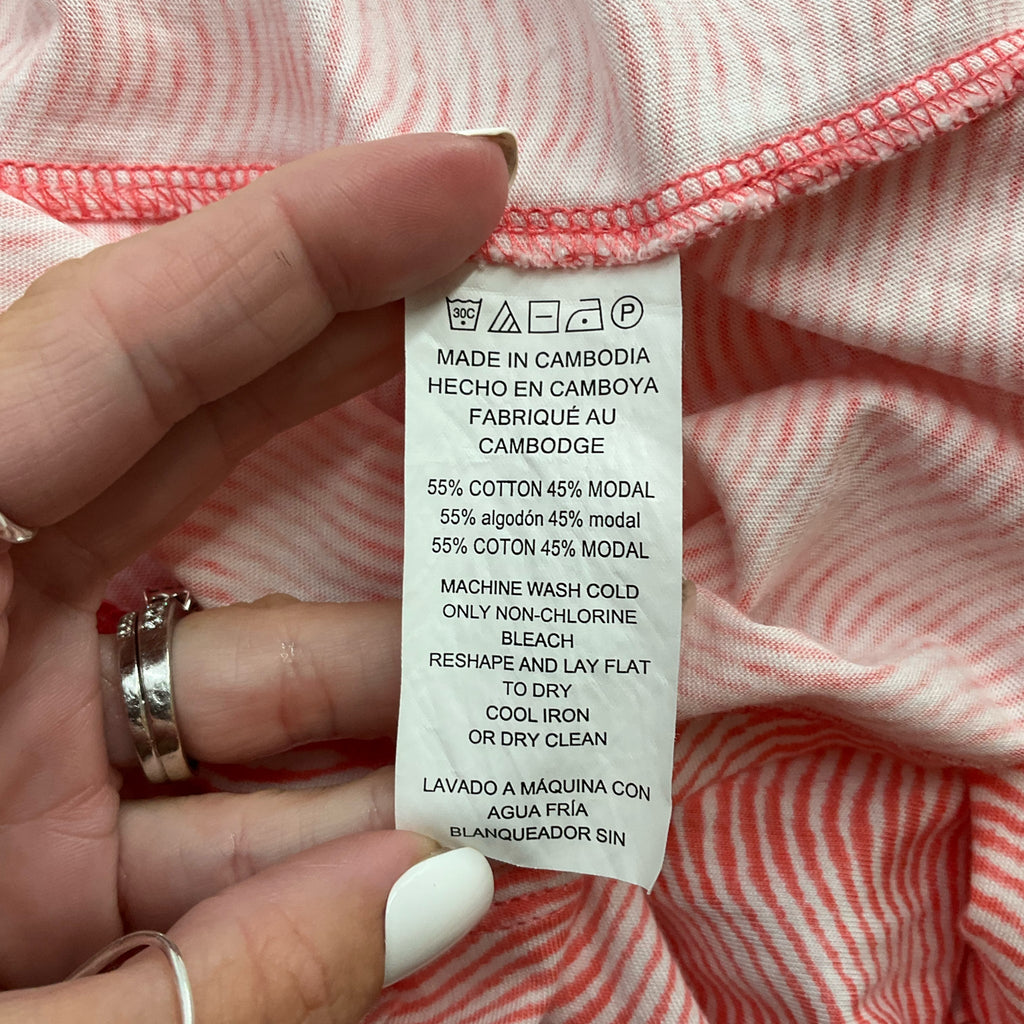 30C P
MADE IN CAMBODIA
HECHO EN CAMBOYA
FABRIQUÉ AU
CAMBODGE
55% COTTON 45% MODAL
55% algodón 45% modal
55% COTON 45% MODAL
MACHINE WASH COLD
ONLY NON-CHLORINE
BLEACH
RESHAPE AND LAY FLAT
TO DRY
COOL IRON
OR DRY CLEAN
LAVADO A MÁQUINA CON
AGUA FRÍA
BLANQUEADOR SIN